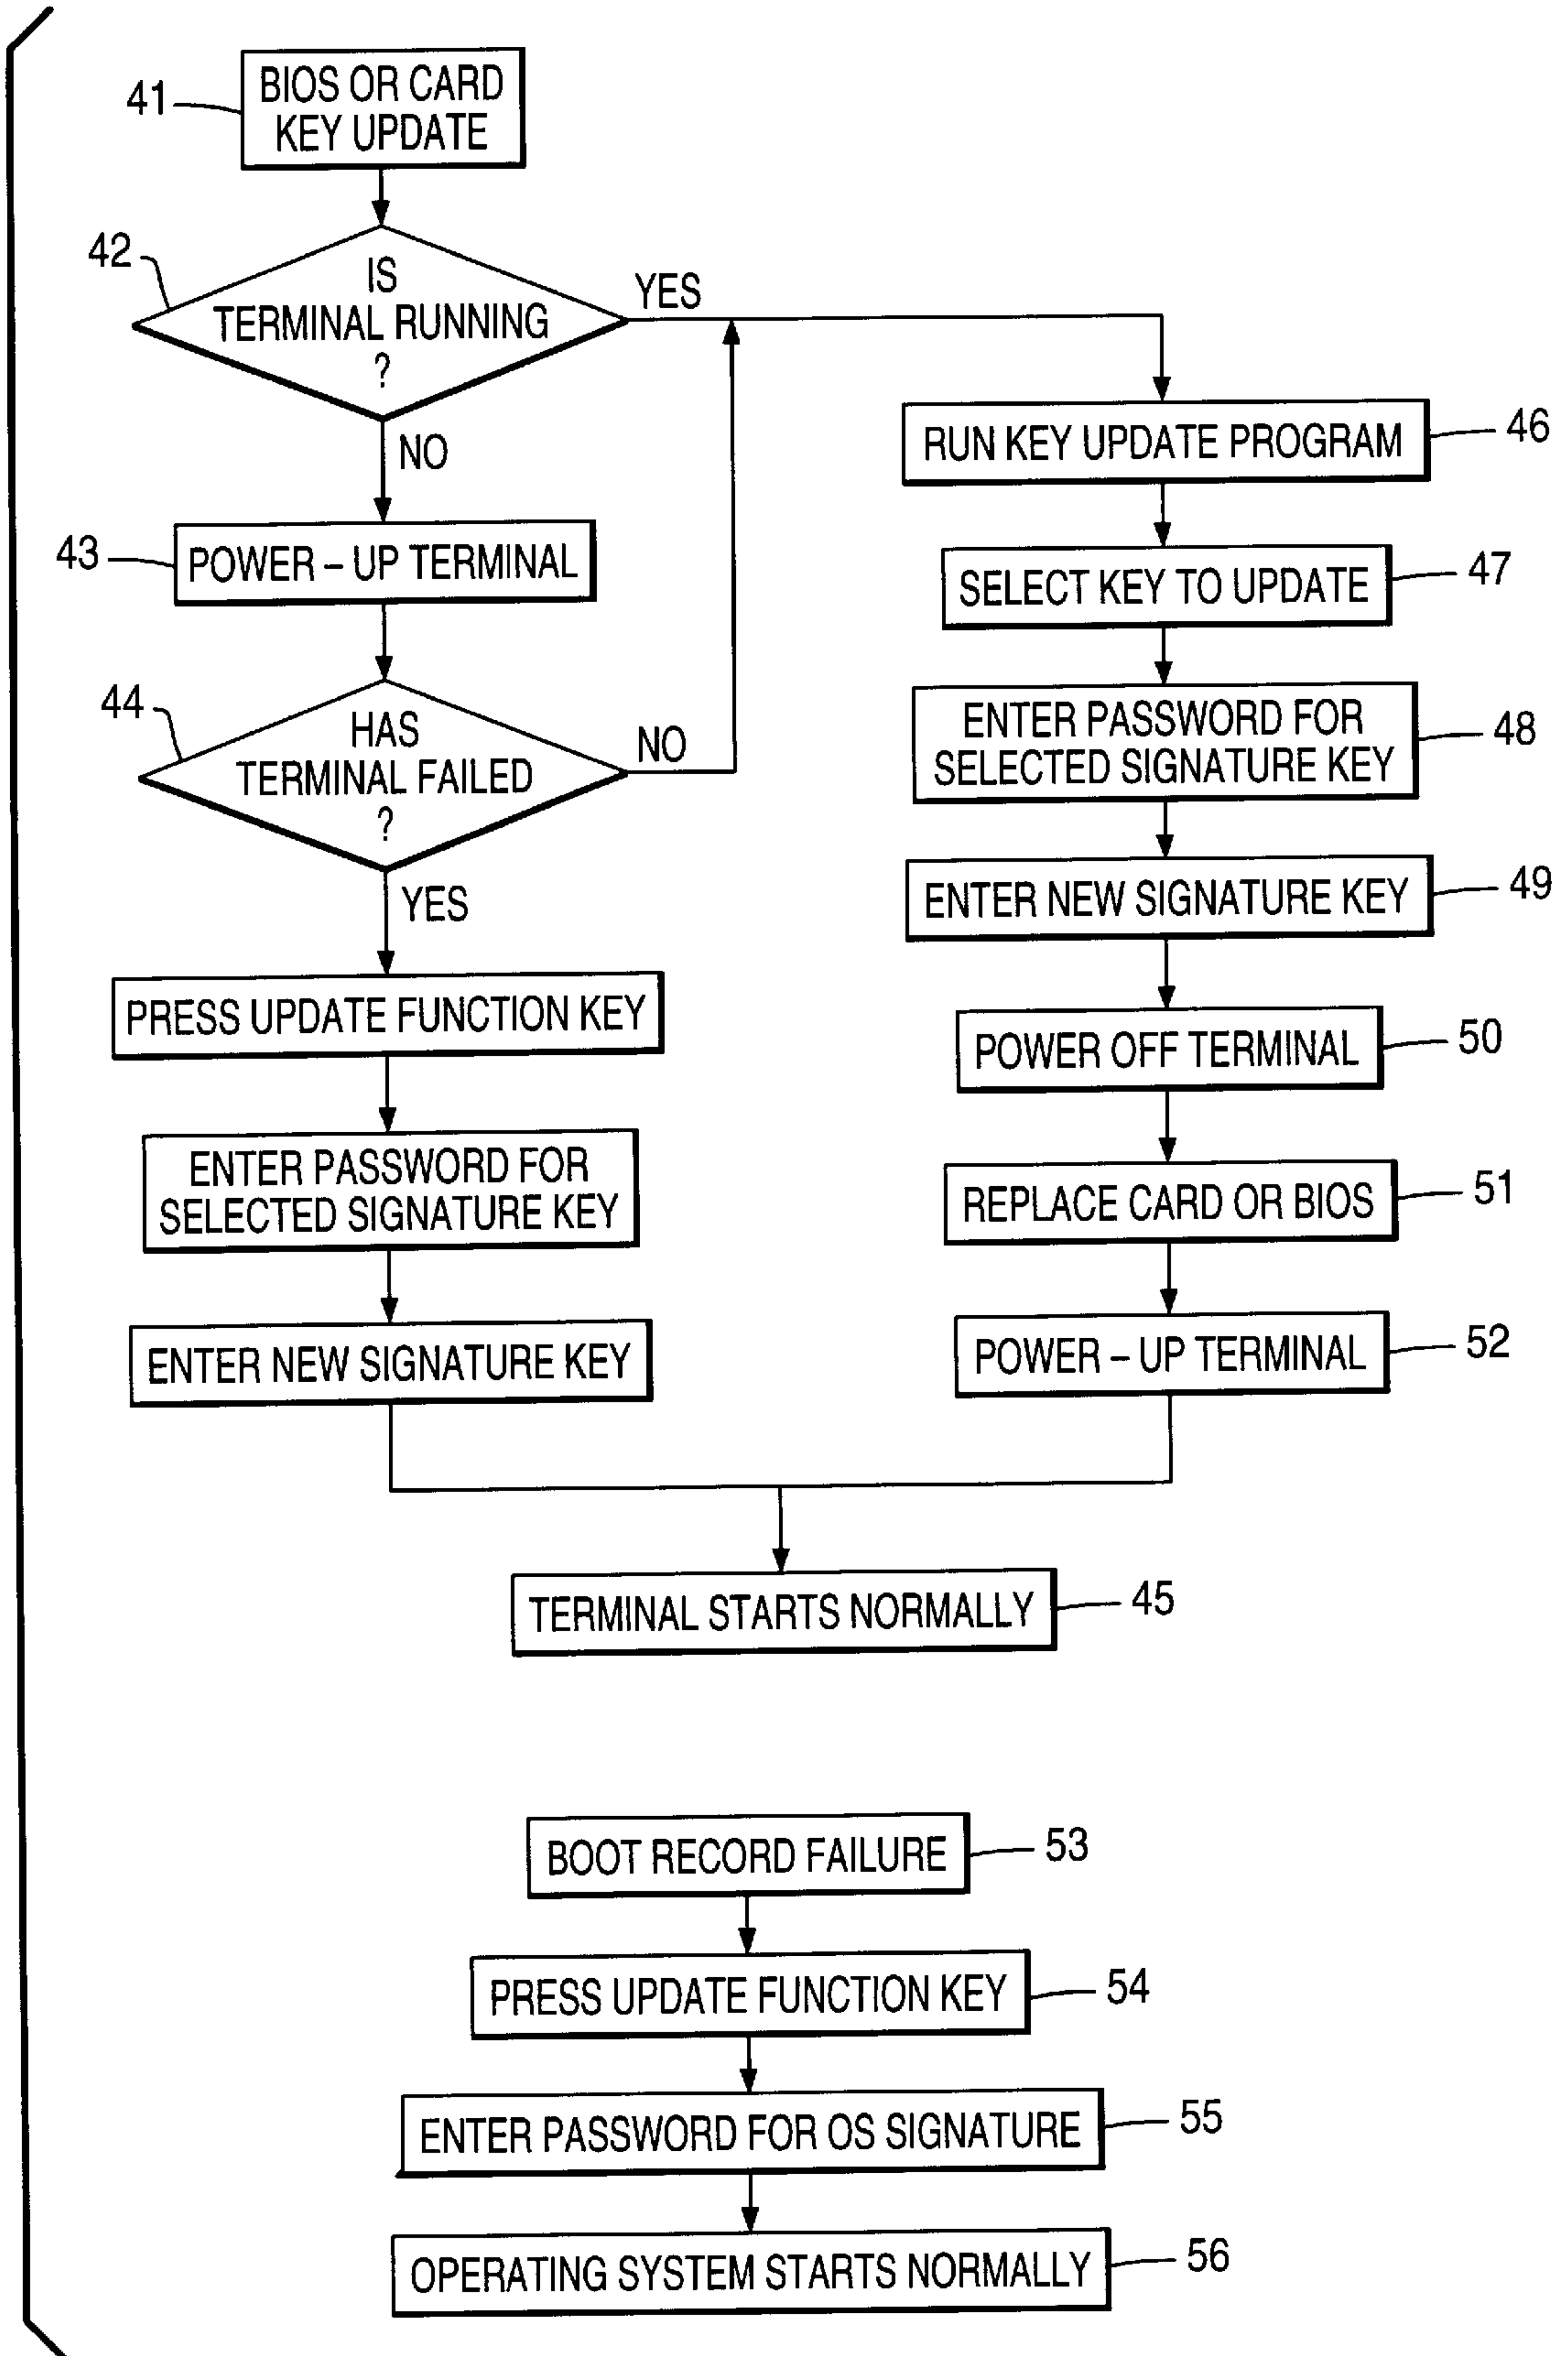 41
BIOS OR CARD
KEY UPDATE
42
IS
TERMINAL RUNNING
?
YES
NO
43
POWER – UP TERMINAL
44
HAS
TERMINAL FAILED
?
NO
YES
PRESS UPDATE FUNCTION KEY
ENTER PASSWORD FOR
SELECTED SIGNATURE KEY
ENTER NEW SIGNATURE KEY
RUN KEY UPDATE PROGRAM
46
SELECT KEY TO UPDATE
47
ENTER PASSWORD FOR
SELECTED SIGNATURE KEY
48
ENTER NEW SIGNATURE KEY
49
POWER OFF TERMINAL
50
REPLACE CARD OR BIOS
51
POWER – UP TERMINAL
52
TERMINAL STARTS NORMALLY
45
BOOT RECORD FAILURE
53
PRESS UPDATE FUNCTION KEY
54
ENTER PASSWORD FOR OS SIGNATURE
55
OPERATING SYSTEM STARTS NORMALLY
56